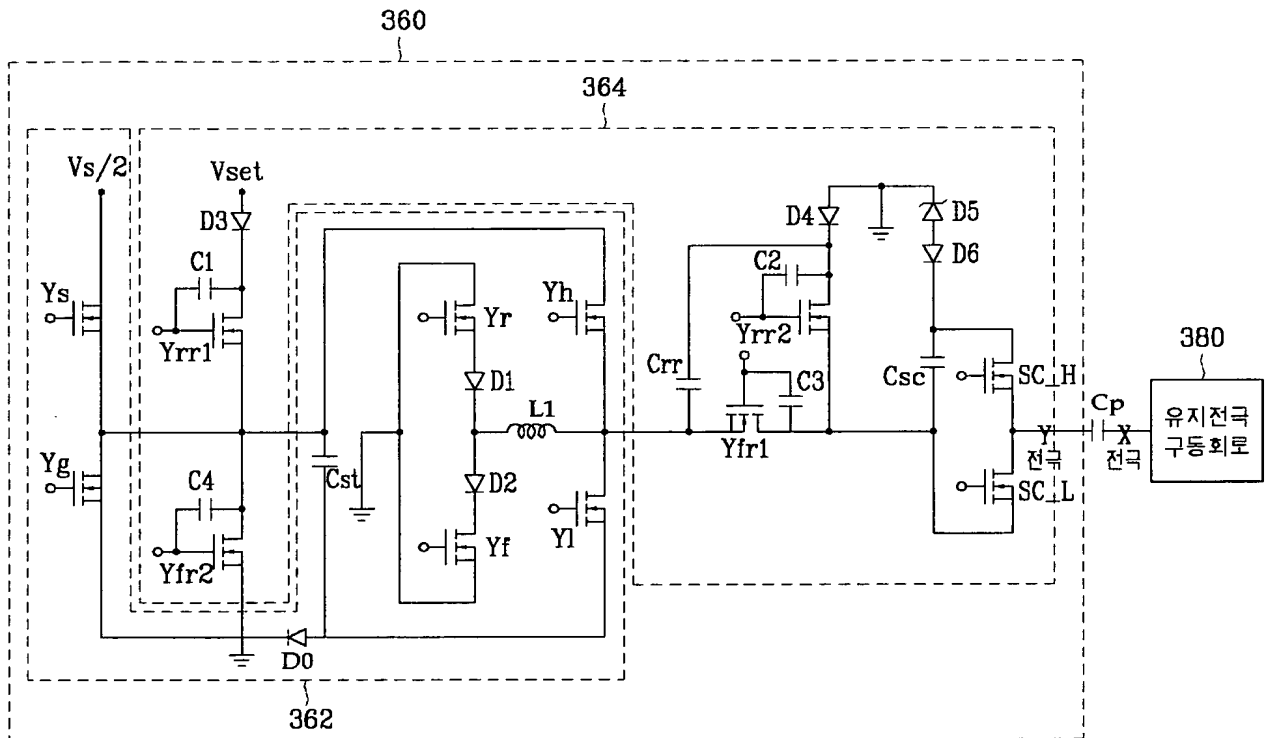 360
364
Vs/2
Vset
D3
D4
D5
D6
C1
C2
Ys
Yrr1
Yr
Yh
Yrr2
Crr
C3
Csc
SC_H
380
D1
L1
Yfr1
Cp
Y
전극
X
전극
유지전극
구동회로
Yg
C4
Cst
D2
SC_L
Yfr2
Yf
Yl
D0
362